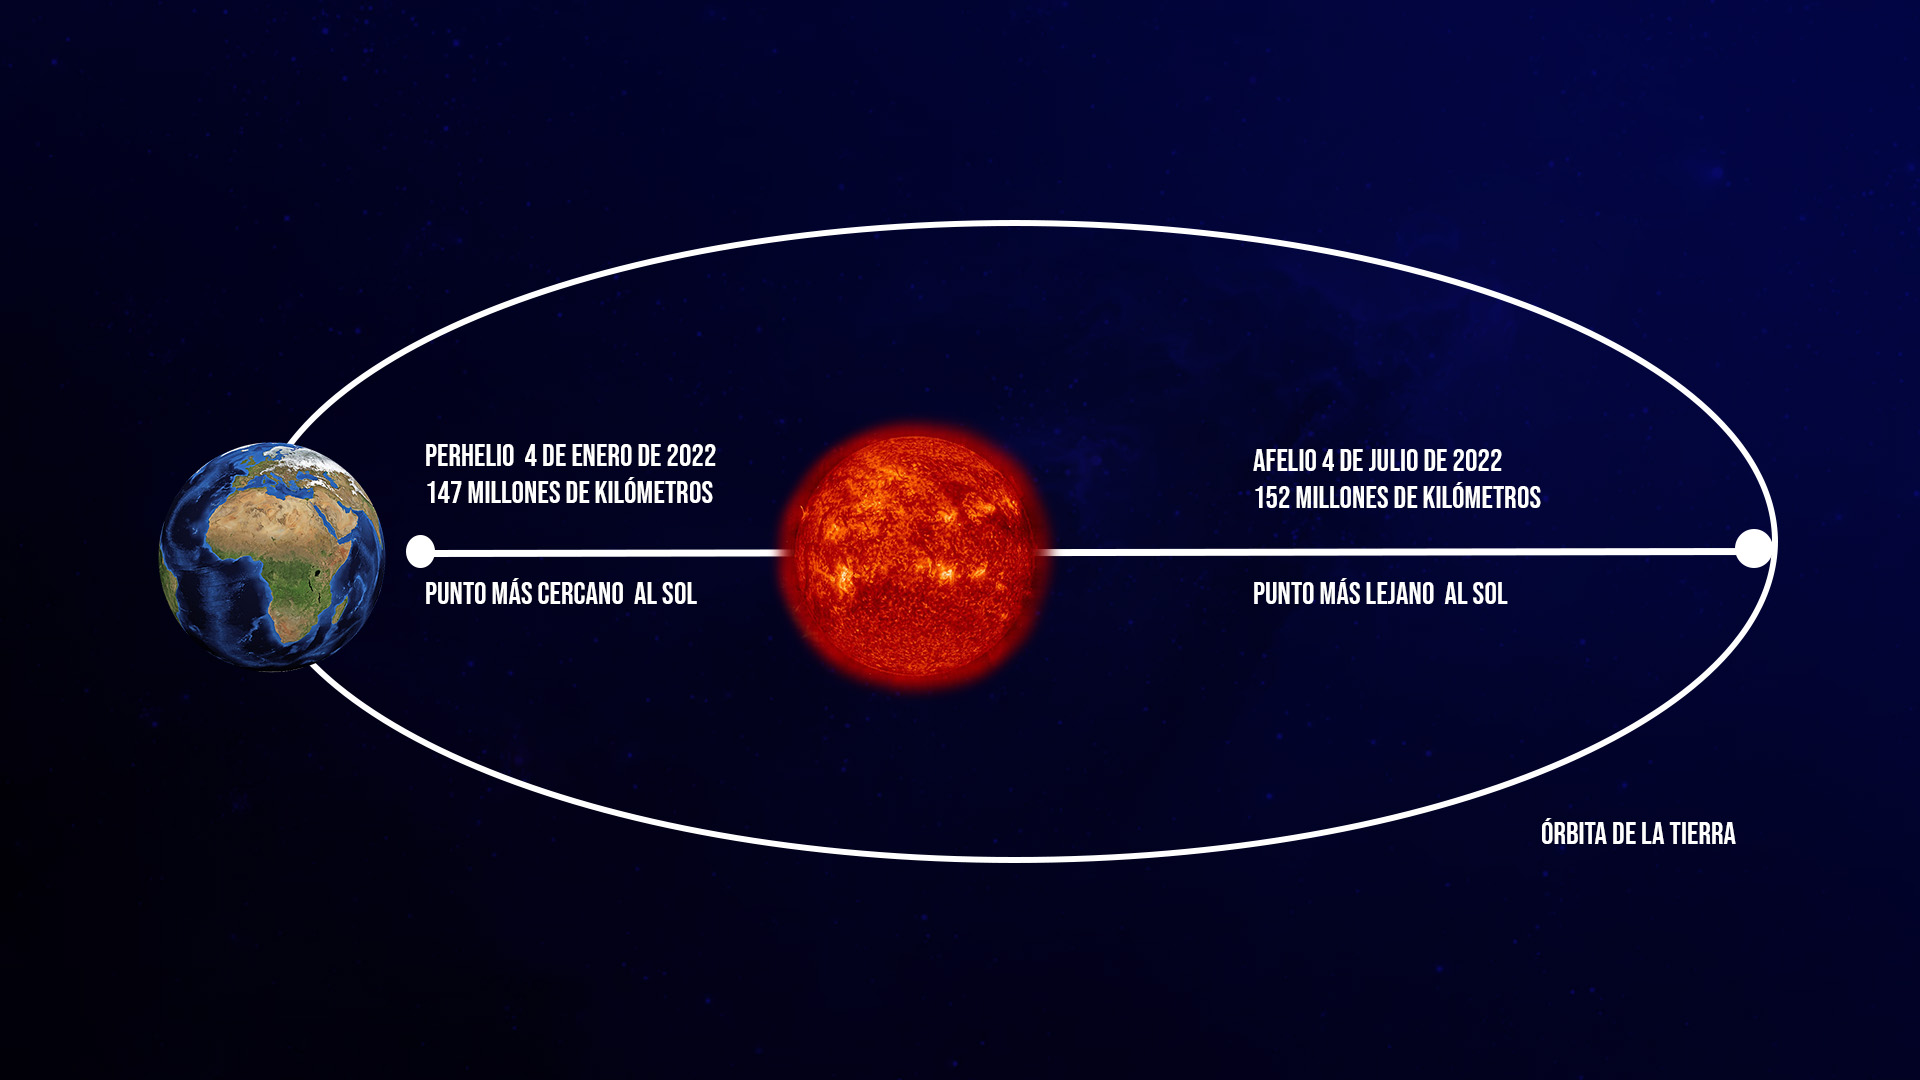 PERHELIO 4 DE ENERO DE 2022
147 MILLONES DE KILÓMETROS
PUNTO MÁS CERCANO AL SOL
AFELIO 4 DE JULIO DE 2022
152 MILLONES DE KILÓMETROS
PUNTO MÁS LEJANO AL SOL
ÓRBITA DE LA TIERRA